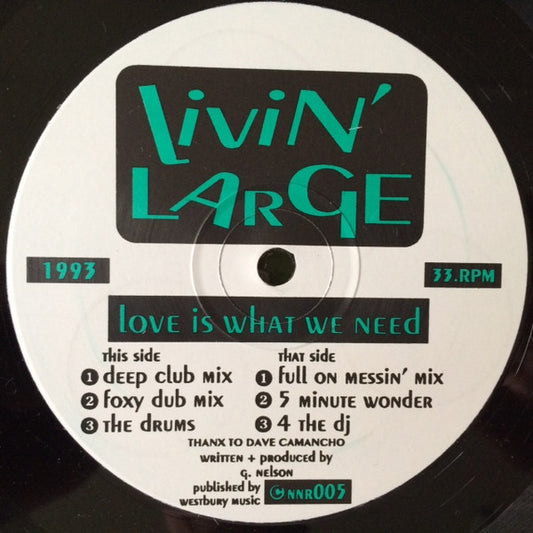 Livin'
Large
1993
33.RPM
love is what we need
this side
1 deep club mix
2 foxy dub mix
3 the drums
that side
1 full on messin' mix
2 5 minute wonder
3 4 the dj
THANX TO DAVE CAMANCHO
written + produced by
G. Nelson
published by
Westbury Music
© NNR005